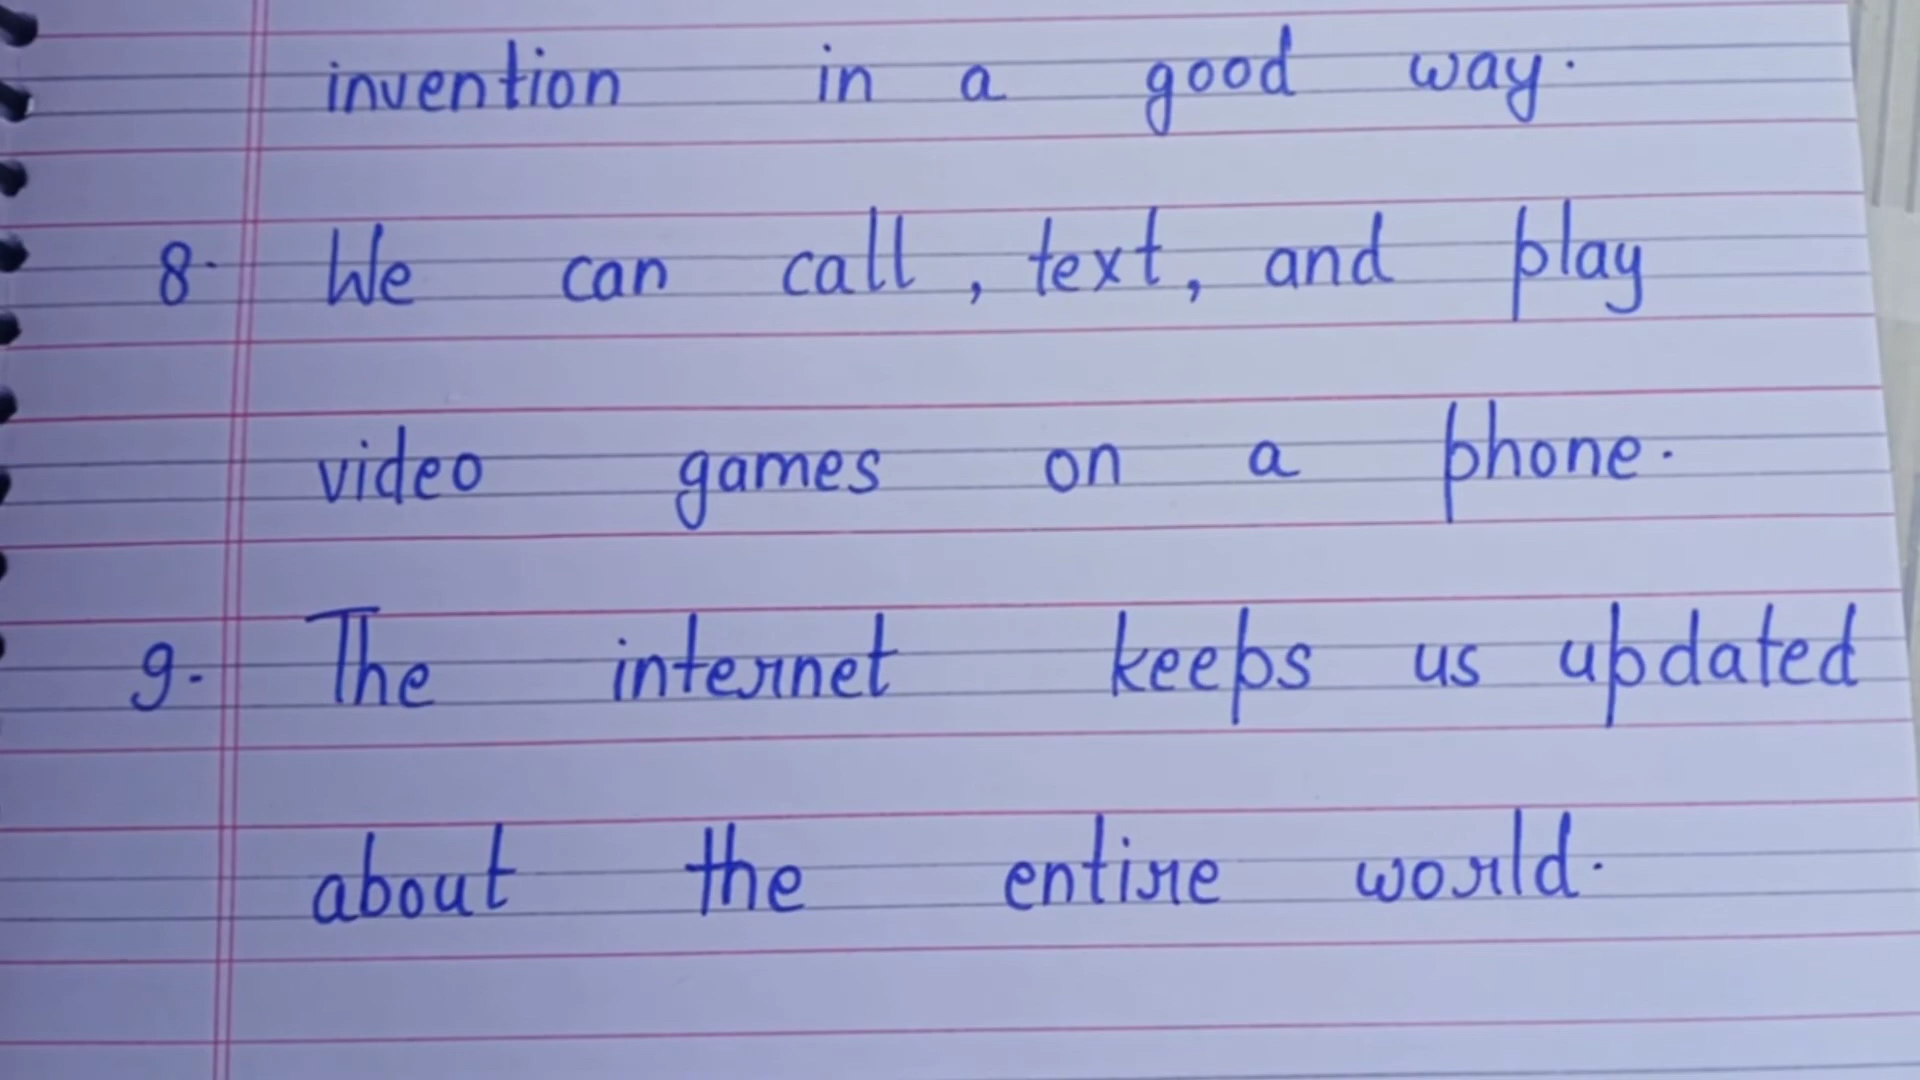 invention in a good way.
8. We can call, text, and play
video games on a phone.
9. The internet keeps us updated
about the entire world.